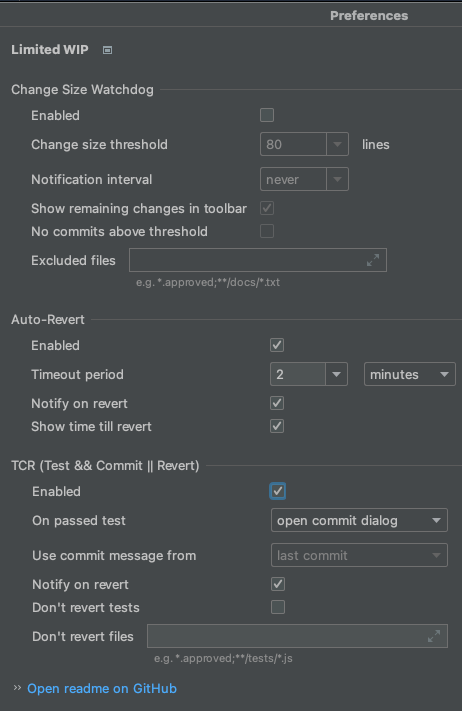 Preferences
Limited WIP
Change Size Watchdog
Enabled
Change size threshold 80 lines
Notification interval never
Show remaining changes in toolbar
No commits above threshold
Excluded files
e.g. *.approved;**/docs/*.txt
Auto-Revert
Enabled
Timeout period 2 minutes
Notify on revert
Show time till revert
TCR (Test && Commit || Revert)
Enabled
On passed test open commit dialog
Use commit message from last commit
Notify on revert
Don't revert tests
Don't revert files
e.g. *.approved;**/tests/*.js
Open readme on GitHub